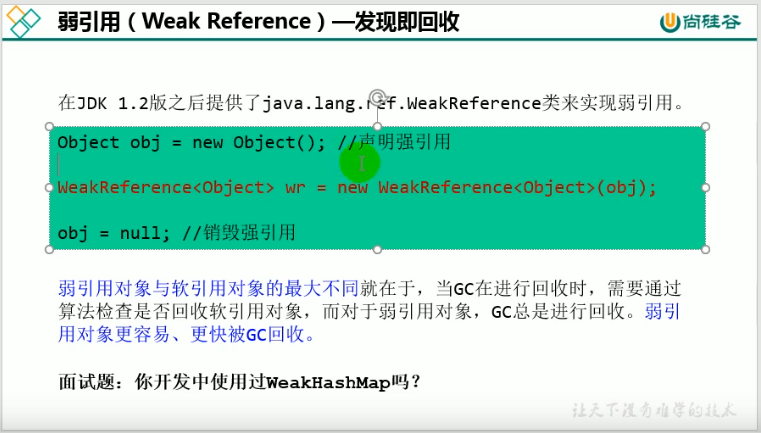 弱引用（Weak Reference）—发现即回收
尚硅谷
在JDK 1.2版之后提供了java.lang.ref.WeakReference类来实现弱引用。
Object obj = new Object(); //声明强引用
WeakReference<Object> wr = new WeakReference<Object>(obj);
obj = null; //销毁强引用
弱引用对象与软引用对象的最大不同就在于，当GC在进行回收时，需要通过
算法检查是否回收软引用对象，而对于弱引用对象，GC总是进行回收。弱引
用对象更容易、更快被GC回收。
面试题：你开发中使用过WeakHashMap吗？
让天下没有难学的技术